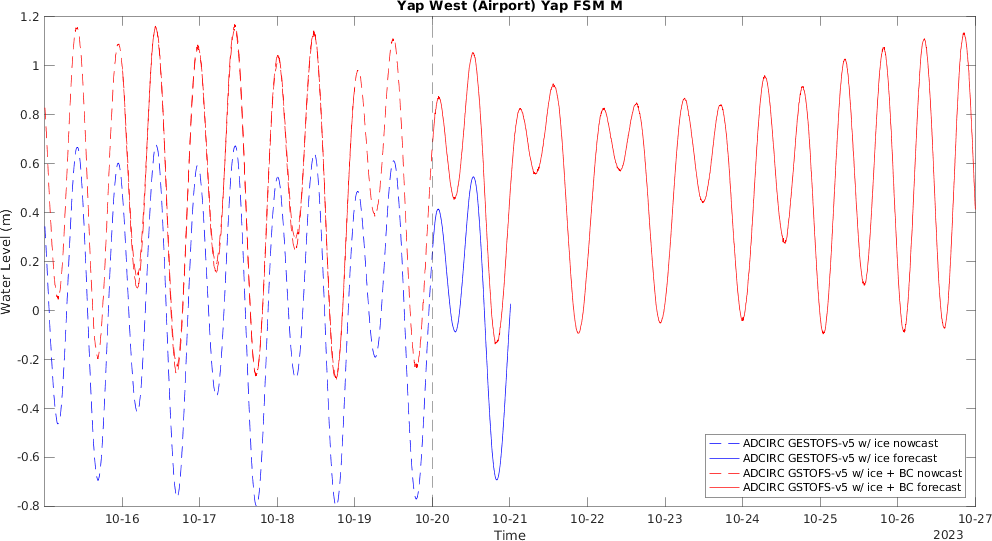 Yap West (Airport) Yap FSM M
1.2
1
0.8
0.6
0.4
0.2
0
-0.2
-0.4
-0.6
-0.8
Water Level (m)
ADCIRC GESTOFS-v5 w/ ice nowcast
ADCIRC GESTOFS-v5 w/ ice forecast
ADCIRC GSTOFS-v5 w/ ice + BC nowcast
ADCIRC GSTOFS-v5 w/ ice + BC forecast
10-16 10-17 10-18 10-19 10-20 10-21 10-22 10-23 10-24 10-25 10-26 10-27
Time
2023